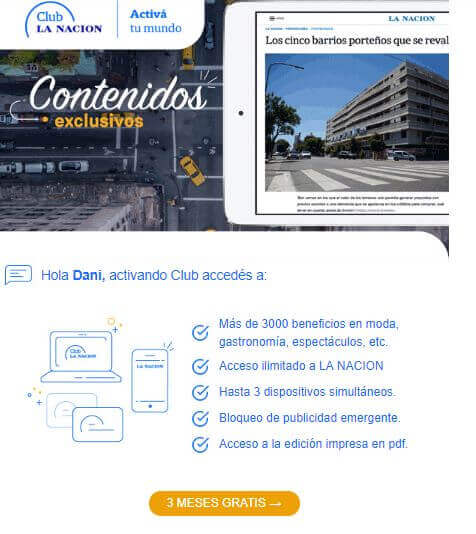 Club
LA NACION
Activá
tu mundo
LA NACION
Los cinco barrios porteños que se reval
Contenidos
exclusivos
Hola Dani, activando Club accedés a:
Más de 3000 beneficios en moda,
gastronomía, espectáculos, etc.
Acceso ilimitado a LA NACION
Hasta 3 dispositivos simultáneos.
Bloqueo de publicidad emergente.
Acceso a la edición impresa en pdf.
Club
LA NACION
LA NACION
3 MESES GRATIS →